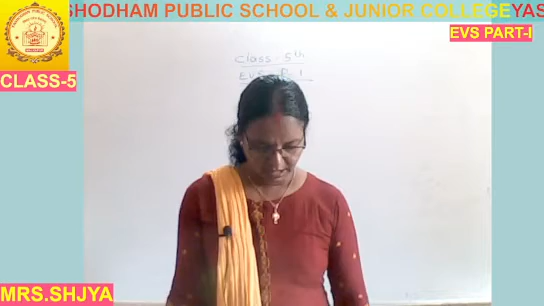 SHODHAM PUBLIC SCHOOL & JUNIOR COLLEGEYAS
EVS PART-I
CLASS-5
Class: 5th
EVS P-1
MRS.SHJYA